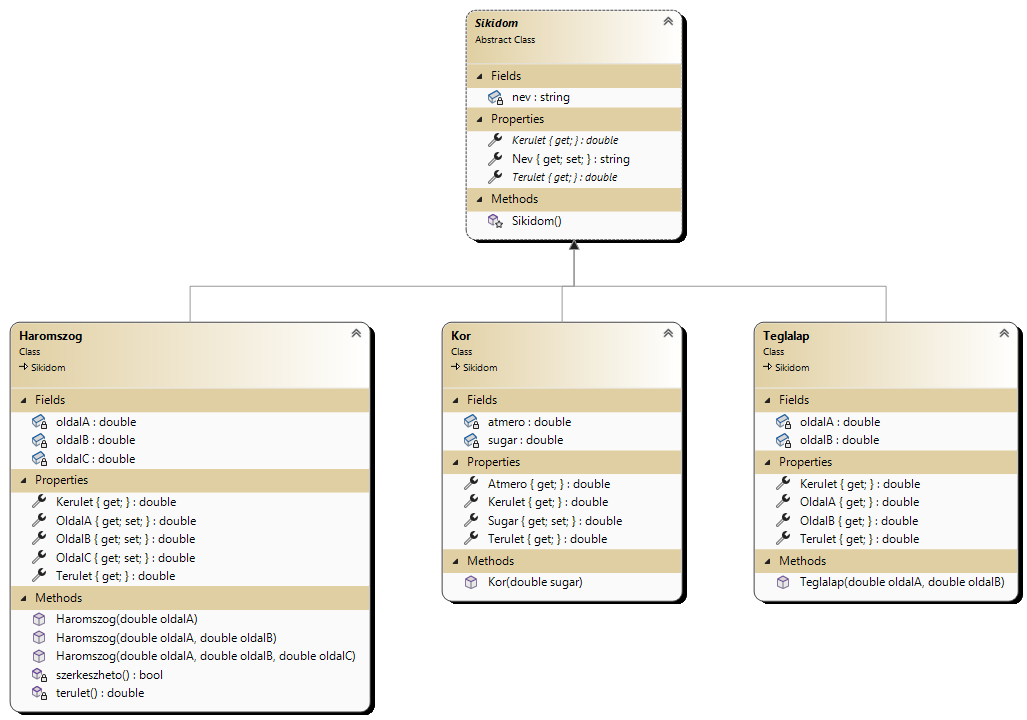 Sikidom
Abstract Class
Fields
nev : string
Properties
Kerulet { get; } : double
Nev { get; set; } : string
Terulet { get; } : double
Methods
Sikidom()
Haromszog
Class
Sikidom
Fields
oldalA : double
oldalB : double
oldalC : double
Properties
Kerulet { get; } : double
OldalA { get; set; } : double
OldalB { get; set; } : double
OldalC { get; set; } : double
Terulet { get; } : double
Methods
Haromszog(double oldalA)
Haromszog(double oldalA, double oldalB)
Haromszog(double oldalA, double oldalB, double oldalC)
szerkeszheto() : bool
terulet() : double
Kor
Class
Sikidom
Fields
atmero : double
sugar : double
Properties
Atmero { get; } : double
Kerulet { get; } : double
Sugar { get; set; } : double
Terulet { get; } : double
Methods
Kor(double sugar)
Teglalap
Class
Sikidom
Fields
oldalA : double
oldalB : double
Properties
Kerulet { get; } : double
OldalA { get; } : double
OldalB { get; } : double
Terulet { get; } : double
Methods
Teglalap(double oldalA, double oldalB)